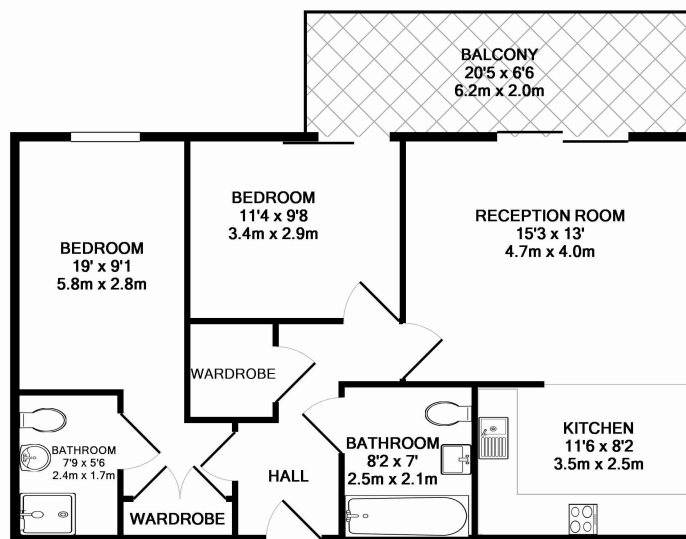 BALCONY
20'5 x 6'6
6.2m x 2.0m
BEDROOM
11'4 x 9'8
3.4m x 2.9m
RECEPTION ROOM
15'3 x 13'
4.7m x 4.0m
BEDROOM
19' x 9'1
5.8m x 2.8m
WARDROBE
KITCHEN
11'6 x 8'2
3.5m x 2.5m
BATHROOM
8'2 x 7'
2.5m x 2.1m
BATHROOM
7'9 x 5'6
2.4m x 1.7m
HALL
WARDROBE